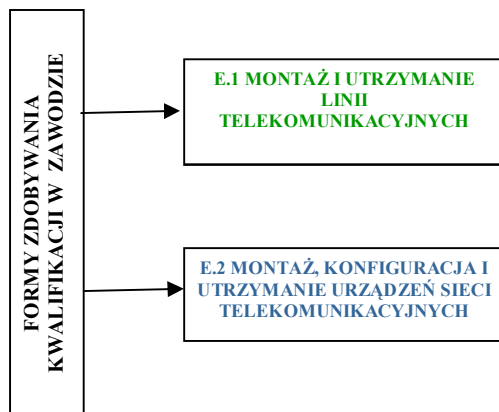 FORMY ZDOBYWANIA
KWALIFIKACJI W ZAWODZIE
E.1 MONTAŻ I UTRZYMANIE
LINII
TELEKOMUNIKACYJNYCH
E.2 MONTAŻ, KONFIGURACJA I
UTRZYMANIE URZĄDZEŃ SIECI
TELEKOMUNIKACYJNYCH